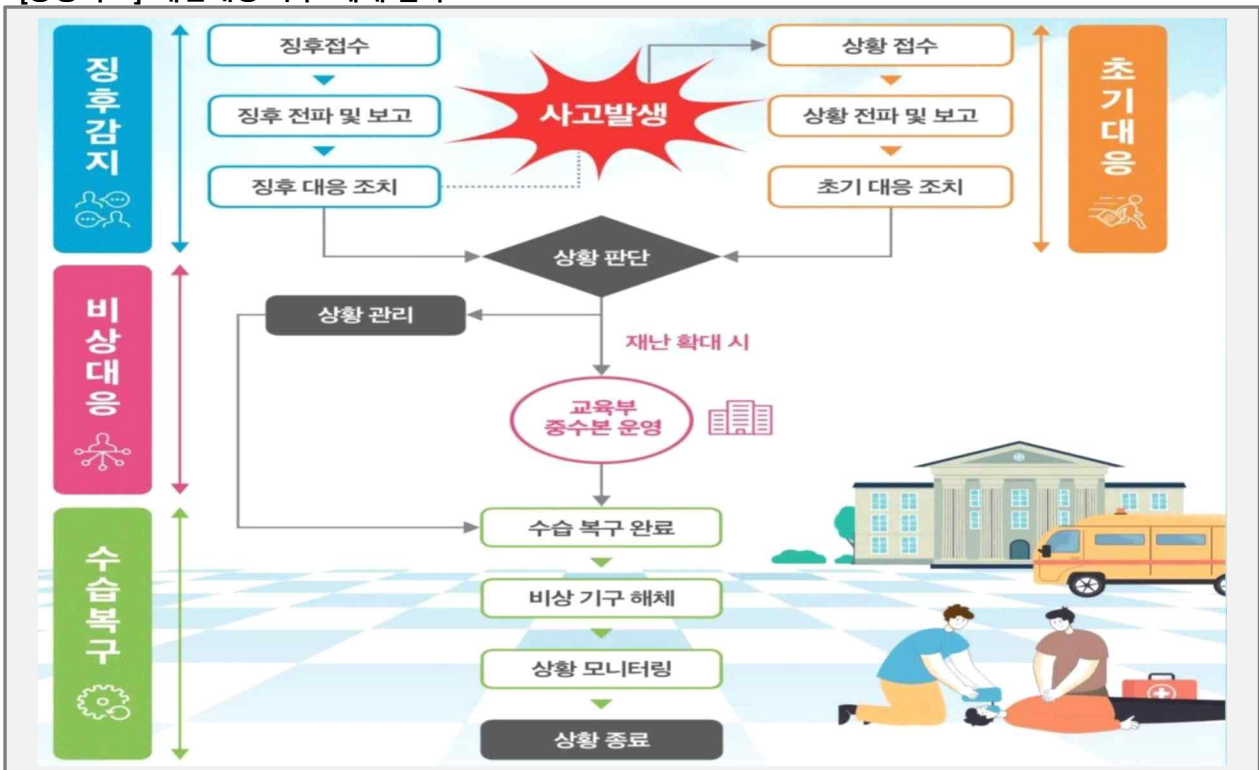 징후감지
징후접수
징후 전파 및 보고
징후 대응 조치
사고발생
상황 접수
상황 전파 및 보고
초기 대응 조치
초기대응
상황 판단
비상대응
상황 관리
재난 확대 시
교육부
중수본 운영
수습복구
수습 복구 완료
비상 기구 해체
상황 모니터링
상황 종료